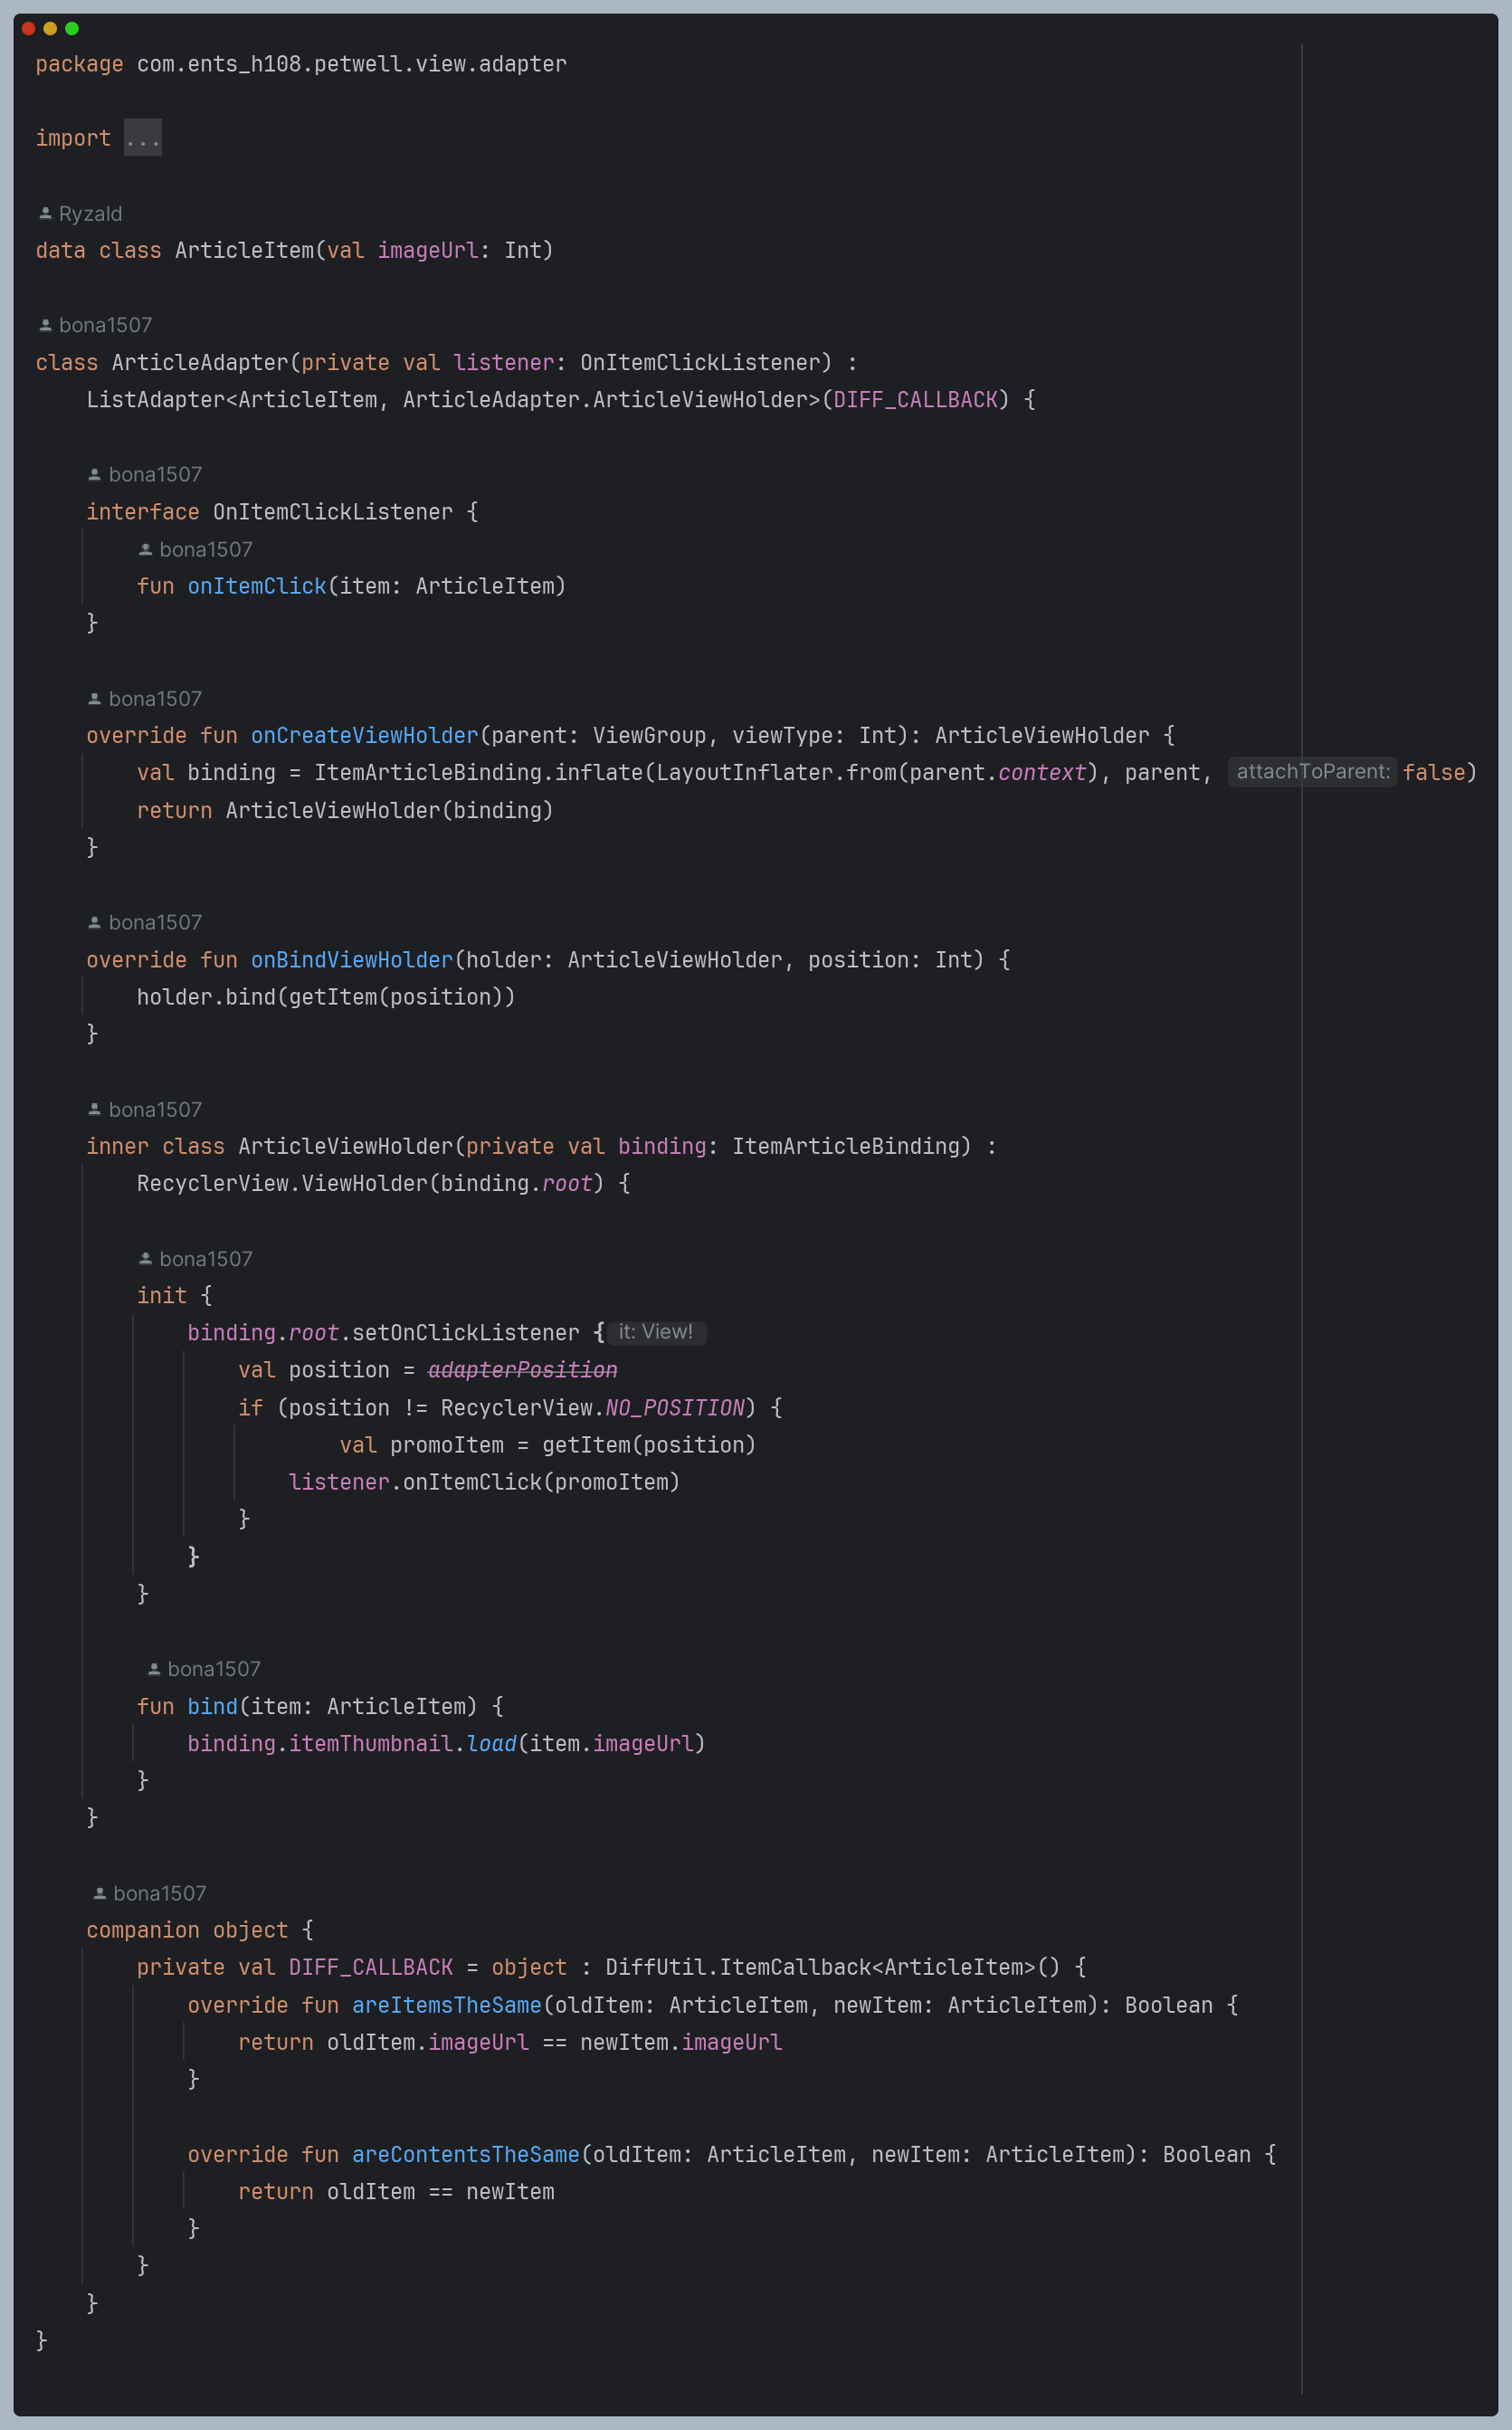 package com.ents_h108.petwell.view.adapter
import ...
Ryzald
data class ArticleItem(val imageUrl: Int)
bona1507
class ArticleAdapter(private val listener: OnItemClickListener) :
    ListAdapter<ArticleItem, ArticleAdapter.ArticleViewHolder>(DIFF_CALLBACK) {
    bona1507
    interface OnItemClickListener {
        bona1507
        fun onItemClick(item: ArticleItem)
    }
    bona1507
    override fun onCreateViewHolder(parent: ViewGroup, viewType: Int): ArticleViewHolder {
        val binding = ItemArticleBinding.inflate(LayoutInflater.from(parent.context), parent, attachToParent: false)
        return ArticleViewHolder(binding)
    }
    bona1507
    override fun onBindViewHolder(holder: ArticleViewHolder, position: Int) {
        holder.bind(getItem(position))
    }
    bona1507
    inner class ArticleViewHolder(private val binding: ItemArticleBinding) :
        RecyclerView.ViewHolder(binding.root) {
        bona1507
        init {
            binding.root.setOnClickListener { it: View!
                val position = adapterPosition
                if (position != RecyclerView.NO_POSITION) {
                        val promoItem = getItem(position)
                    listener.onItemClick(promoItem)
                }
            }
        }
        bona1507
        fun bind(item: ArticleItem) {
            binding.itemThumbnail.load(item.imageUrl)
        }
    }
    bona1507
    companion object {
        private val DIFF_CALLBACK = object : DiffUtil.ItemCallback<ArticleItem>() {
            override fun areItemsTheSame(oldItem: ArticleItem, newItem: ArticleItem): Boolean {
                return oldItem.imageUrl == newItem.imageUrl
            }
            override fun areContentsTheSame(oldItem: ArticleItem, newItem: ArticleItem): Boolean {
                return oldItem == newItem
            }
        }
    }
}